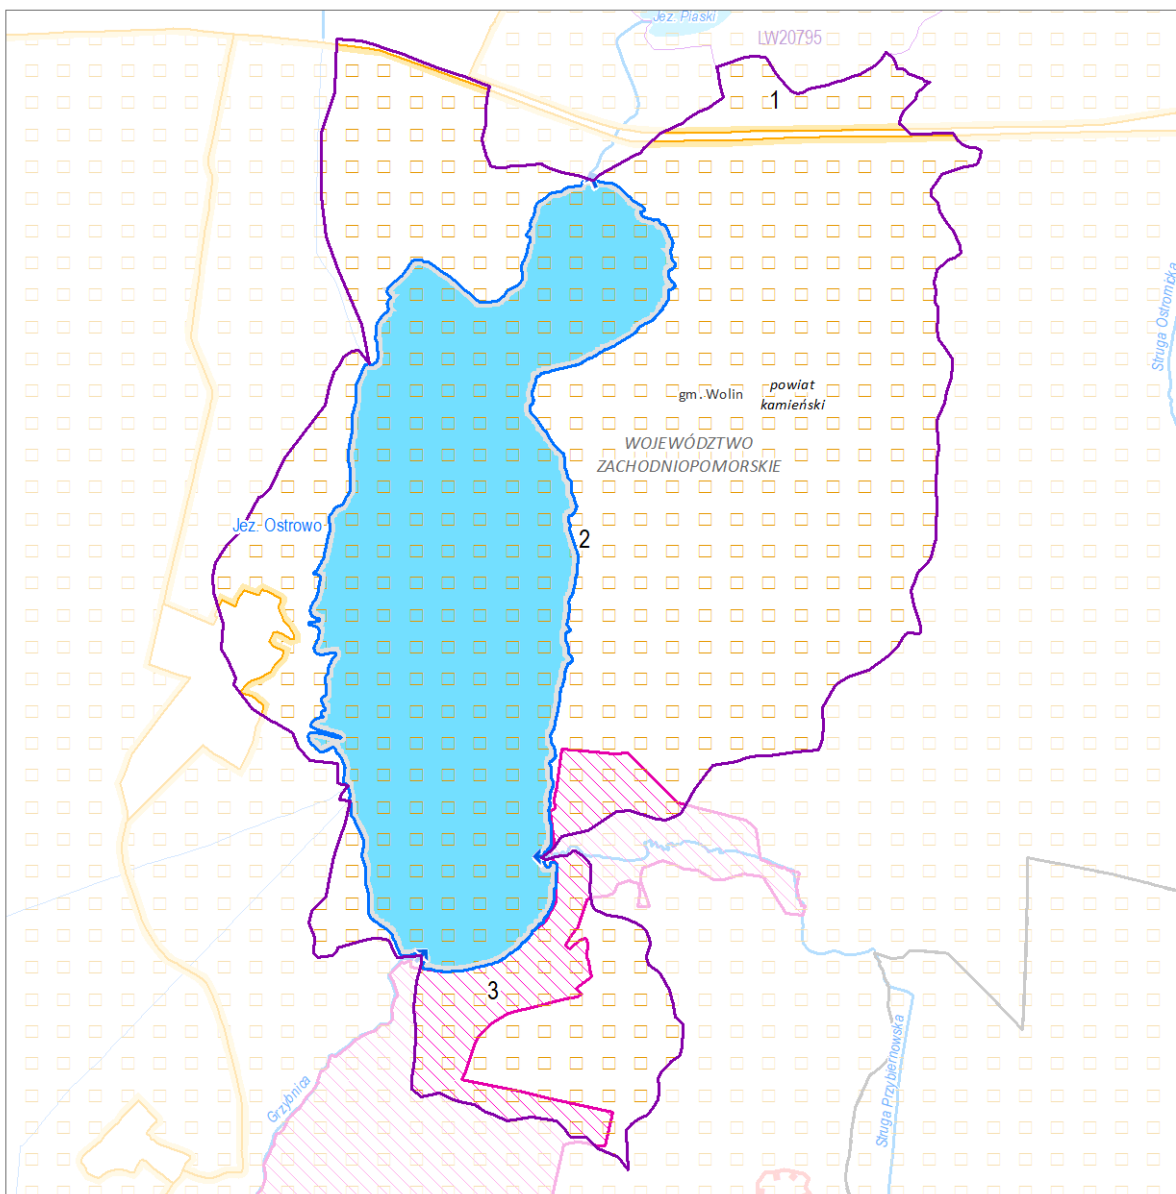 Jez. Piaski
LW20795
1
Struga Ostromicka
gm. Wolin
powiat
kamieński
WOJEWÓDZTWO
ZACHODNIOPOMORSKIE
Jez. Ostrowo
2
3
Grzybnica
Struga Przybiernowska